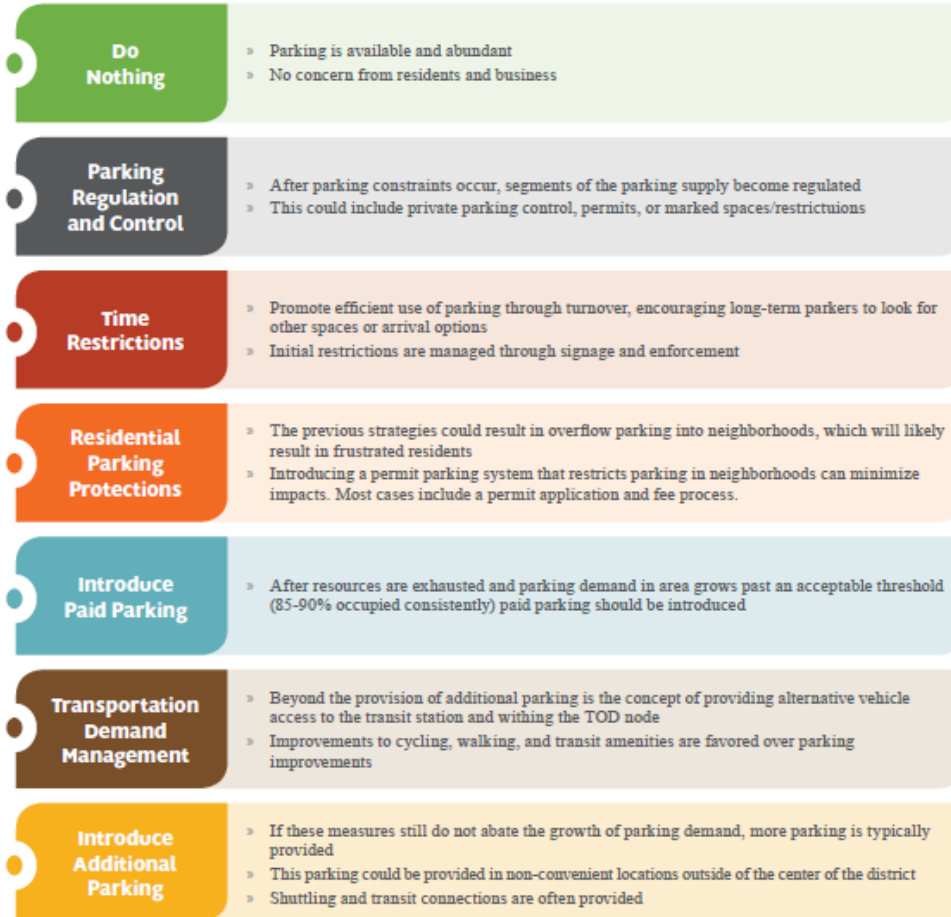 Do
Nothing
» Parking is available and abundant
» No concern from residents and business
Parking
Regulation
and Control
» After parking constraints occur, segments of the parking supply become regulated
» This could include private parking control, permits, or marked spaces/restrictuions
Time
Restrictions
» Promote efficient use of parking through turnover, encouraging long-term parkers to look for
other spaces or arrival options
» Initial restrictions are managed through signage and enforcement
Residential
Parking
Protections
» The previous strategies could result in overflow parking into neighborhoods, which will likely
result in frustrated residents
» Introducing a permit parking system that restricts parking in neighborhoods can minimize
impacts. Most cases include a permit application and fee process.
Introduce
Paid Parking
» After resources are exhausted and parking demand in area grows past an acceptable threshold
(85-90% occupied consistently) paid parking should be introduced
Transportation
Demand
Management
» Beyond the provision of additional parking is the concept of providing alternative vehicle
access to the transit station and withing the TOD node
» Improvements to cycling, walking, and transit amenities are favored over parking
improvements
Introduce
Additional
Parking
» If these measures still do not abate the growth of parking demand, more parking is typically
provided
» This parking could be provided in non-convenient locations outside of the center of the district
» Shuttling and transit connections are often provided